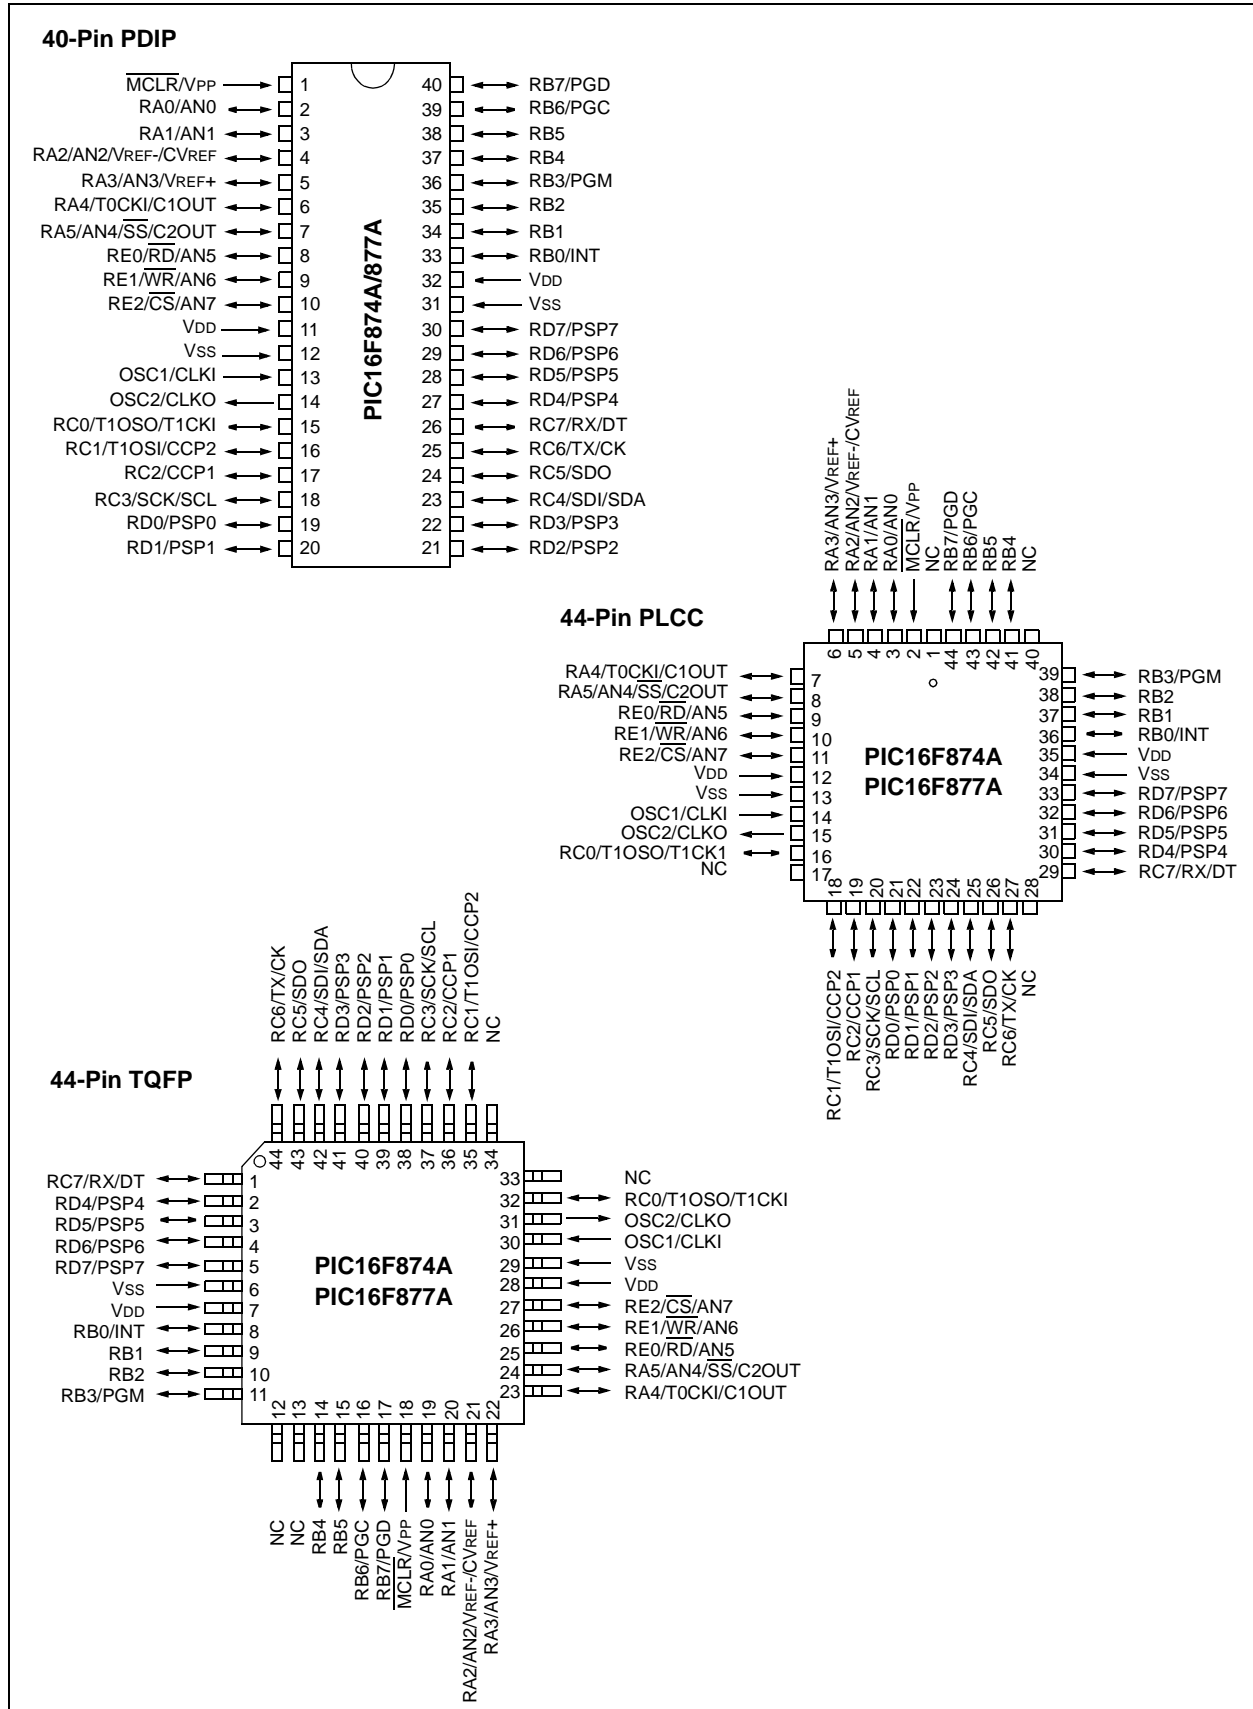 40-Pin PDIP
MCLR/VPP 1
RA0/AN0 2
RA1/AN1 3
RA2/AN2/VREF-/CVREF 4
RA3/AN3/VREF+ 5
RA4/T0CKI/C1OUT 6
RA5/AN4/SS/C2OUT 7
RE0/RD/AN5 8
RE1/WR/AN6 9
RE2/CS/AN7 10
VDD 11
VSS 12
OSC1/CLKI 13
OSC2/CLKO 14
RC0/T1OSO/T1CKI 15
RC1/T1OSI/CCP2 16
RC2/CCP1 17
RC3/SCK/SCL 18
RD0/PSP0 19
RD1/PSP1 20
PIC16F874A/877A
40 RB7/PGD
39 RB6/PGC
38 RB5
37 RB4
36 RB3/PGM
35 RB2
34 RB1
33 RB0/INT
32 VDD
31 VSS
30 RD7/PSP7
29 RD6/PSP6
28 RD5/PSP5
27 RD4/PSP4
26 RC7/RX/DT
25 RC6/TX/CK
24 RC5/SDO
23 RC4/SDI/SDA
22 RD3/PSP3
21 RD2/PSP2
44-Pin PLCC
RA3/AN3/VREF+ 6
RA2/AN2/VREF-/CVREF 5
RA1/AN1 4
RA0/AN0 3
MCLR/VPP 2
NC 1
RB7/PGD 44
RB6/PGC 43
RB5 42
RB4 41
NC 40
RA4/T0CKI/C1OUT 7
RA5/AN4/SS/C2OUT 8
RE0/RD/AN5 9
RE1/WR/AN6 10
RE2/CS/AN7 11
VDD 12
VSS 13
OSC1/CLKI 14
OSC2/CLKO 15
RC0/T1OSO/T1CK1 16
NC 17
PIC16F874A
PIC16F877A
39 RB3/PGM
38 RB2
37 RB1
36 RB0/INT
35 VDD
34 VSS
33 RD7/PSP7
32 RD6/PSP6
31 RD5/PSP5
30 RD4/PSP4
29 RC7/RX/DT
18 RC1/T1OSI/CCP2
19 RC2/CCP1
20 RC3/SCK/SCL
21 RD0/PSP0
22 RD1/PSP1
23 RD2/PSP2
24 RD3/PSP3
25 RC4/SDI/SDA
26 RC5/SDO
27 RC6/TX/CK
28 NC
44-Pin TQFP
RC6/TX/CK 44
RC5/SDO 43
RC4/SDI/SDA 42
RD3/PSP3 41
RD2/PSP2 40
RD1/PSP1 39
RD0/PSP0 38
RC3/SCK/SCL 37
RC2/CCP1 36
RC1/T1OSI/CCP2 35
NC 34
RC7/RX/DT 1
RD4/PSP4 2
RD5/PSP5 3
RD6/PSP6 4
RD7/PSP7 5
VSS 6
VDD 7
RB0/INT 8
RB1 9
RB2 10
RB3/PGM 11
PIC16F874A
PIC16F877A
33 NC
32 RC0/T1OSO/T1CKI
31 OSC2/CLKO
30 OSC1/CLKI
29 VSS
28 VDD
27 RE2/CS/AN7
26 RE1/WR/AN6
25 RE0/RD/AN5
24 RA5/AN4/SS/C2OUT
23 RA4/T0CKI/C1OUT
12 NC
13 NC
14 RB4
15 RB5
16 RB6/PGC
17 RB7/PGD
18 MCLR/VPP
19 RA0/AN0
20 RA1/AN1
21 RA2/AN2/VREF-/CVREF
22 RA3/AN3/VREF+